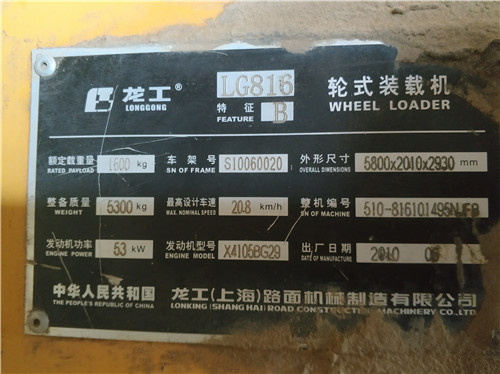 龙工® LG816 轮式装载机
LONGGONG 特征 B WHEEL LOADER
FEATURE
额定载重量 1600 kg 车架号 S10060020 外形尺寸 5800x2010x2930 mm
RATED PAYLOAD SN OF FRAME OVERALL DIMENSIONS
整备质量 5300 kg 最高设计车速 20.8 km/h 整机编号
WEIGHT MAX. NOMINAL SPEED SN OF MACHINE
发动机功率 53 kW 发动机型号 X4105BG29 出厂日期 2010
ENGINE POWER ENGINE MODEL DATE OF MANUFACTURE
中华人民共和国 龙工(上海)路面机械制造有限公司
THE PEOPLE'S REPUBLIC OF CHINA LONKING (SHANGHAI) ROAD CONSTRUCTION MACHINERY CO.,LTD.